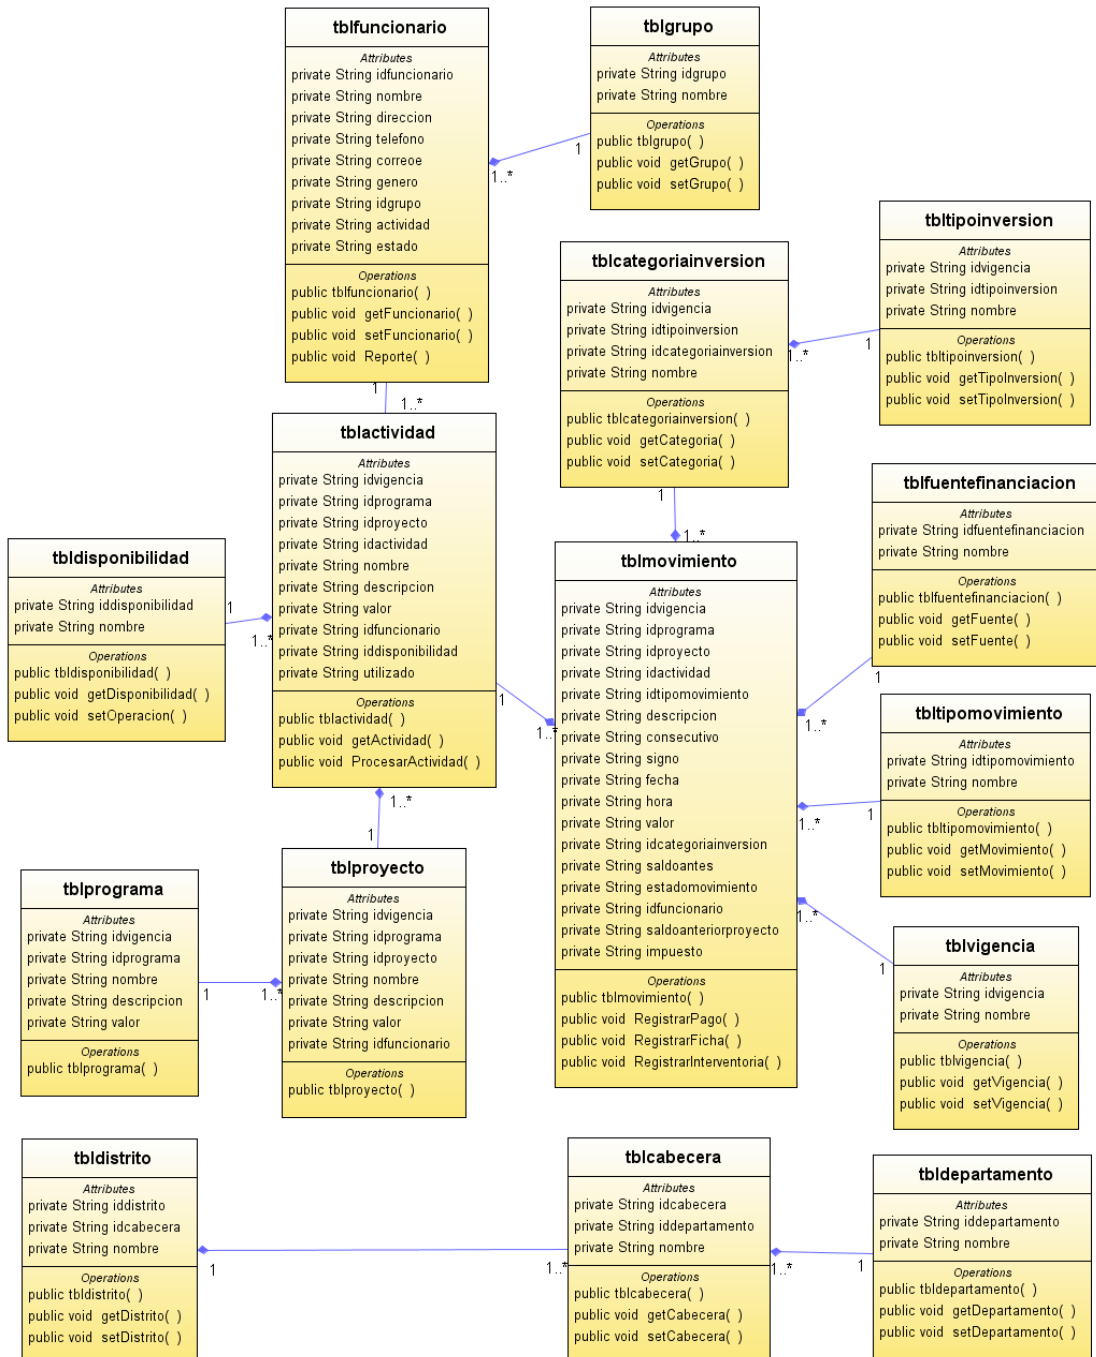 tblfuncionario
Attributes
private String idfuncionario
private String nombre
private String direccion
private String telefono
private String correoe
private String genero
private String idgrupo
private String actividad
private String estado
Operations
public tblfuncionario( )
public void getFuncionario( )
public void setFuncionario( )
public void Reporte( )
1..*
1
1
1..*
tblgrupo
Attributes
private String idgrupo
private String nombre
Operations
public tblgrupo( )
public void getGrupo( )
public void setGrupo( )
tblcategoriainversion
Attributes
private String idvigencia
private String idtipoinversion
private String idcategoriainversion
private String nombre
Operations
public tblcategoriainversion( )
public void getCategoria( )
public void setCategoria( )
1..*
1
1
1..*
tbltipoinversion
Attributes
private String idvigencia
private String idtipoinversion
private String nombre
Operations
public tbltipoinversion( )
public void getTipoInversion( )
public void setTipoInversion( )
tblactividad
Attributes
private String idvigencia
private String idprograma
private String idproyecto
private String idactividad
private String nombre
private String descripcion
private String valor
private String idfuncionario
private String iddisponibilidad
private String utilizado
Operations
public tblactividad( )
public void getActividad( )
public void ProcesarActividad( )
1
1..*
1
1..*
1..*
1
tbldisponibilidad
Attributes
private String iddisponibilidad
private String nombre
Operations
public tbldisponibilidad( )
public void getDisponibilidad( )
public void setOperacion( )
tblfuentefinanciacion
Attributes
private String idfuentefinanciacion
private String nombre
Operations
public tblfuentefinanciacion( )
public void getFuente( )
public void setFuente( )
1
1..*
tblmovimiento
Attributes
private String idvigencia
private String idprograma
private String idproyecto
private String idactividad
private String idtipomovimiento
private String descripcion
private String consecutivo
private String signo
private String fecha
private String hora
private String valor
private String idcategoriainversion
private String saldoantes
private String estadomovimiento
private String idfuncionario
private String saldoanteriorproyecto
private String impuesto
Operations
public tblmovimiento( )
public void RegistrarPago( )
public void RegistrarFicha( )
public void RegistrarInterventoria( )
tbltipomovimiento
Attributes
private String idtipomovimiento
private String nombre
Operations
public tbltipomovimiento( )
public void getMovimiento( )
public void setMovimiento( )
1..*
1
1..*
1
tblprograma
Attributes
private String idvigencia
private String idprograma
private String nombre
private String descripcion
private String valor
Operations
public tblprograma( )
1
1..*
tblproyecto
Attributes
private String idvigencia
private String idprograma
private String idproyecto
private String nombre
private String descripcion
private String valor
private String idfuncionario
Operations
public tblproyecto( )
tblvigencia
Attributes
private String idvigencia
private String nombre
Operations
public tblvigencia( )
public void getVigencia( )
public void setVigencia( )
tbldistrito
Attributes
private String iddistrito
private String idcabecera
private String nombre
Operations
public tbldistrito( )
public void getDistrito( )
public void setDistrito( )
1
1..*
tblcabecera
Attributes
private String idcabecera
private String iddepartamento
private String nombre
Operations
public tblcabecera( )
public void getCabecera( )
public void setCabecera( )
1..*
1
tbldepartamento
Attributes
private String iddepartamento
private String nombre
Operations
public tbldepartamento( )
public void getDepartamento( )
public void setDepartamento( )